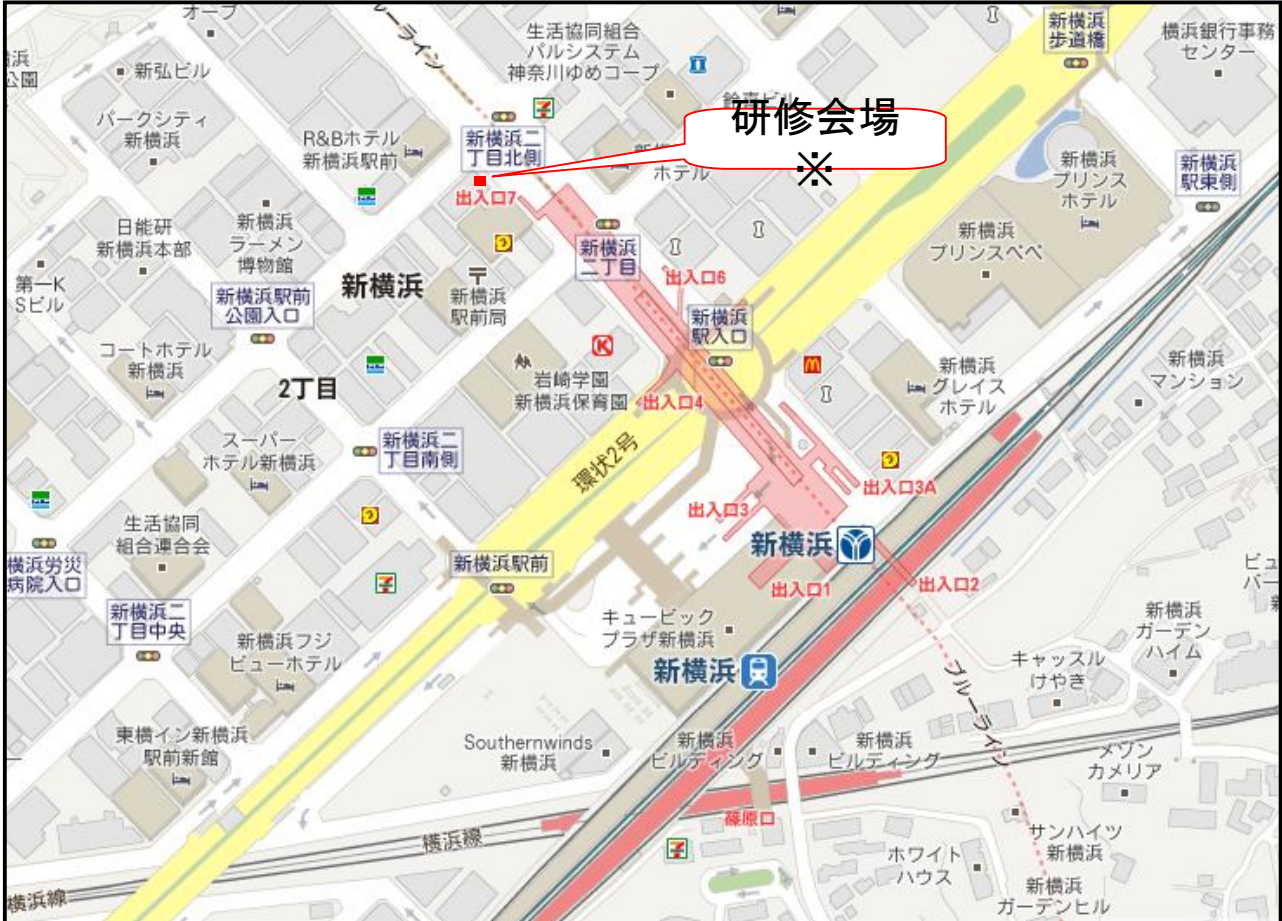 オーブ
生活協同組合
パルシステム
神奈川ゆめコープ
新横浜
歩道橋
横浜銀行事務
センター
浜
公園
新弘ビル
ルーライン
パークシティ
新横浜
R&Bホテル
新横浜駅前
新横浜二
丁目北側
研修会場
※
ホテル
新横浜
プリンス
ホテル
新横浜
駅東側
出入口7
日能研
新横浜本部
新横浜
ラーメン
博物館
新横浜
新横浜
二丁目
新横浜
プリンスペペ
第一K
Sビル
新横浜駅前
公園入口
〒
新横浜
駅前局
出入口6
新横浜
駅入口
コートホテル
新横浜
2丁目
K
岩崎学園
新横浜保育園
出入口4
新横浜
グレイス
ホテル
新横浜
マンション
スーパー
ホテル新横浜
新横浜二
丁目南側
環状2号
出入口3A
出入口3
生活協同
組合連合会
新横浜
横浜労災
病院入口
新横浜駅前
出入口1
出入口2
新横浜二
丁目中央
新横浜フジ
ビューホテル
キュービック
プラザ新横浜
新横浜
新横浜
ガーデン
ハイム
ビュ
バー
キャッスル
けやき
ブルーライン
東横イン新横浜
駅前新館
Southernwinds
新横浜
新横浜
ビルディング
新横浜
ビルディング
メゾン
カメリア
篠原口
横浜線
サンハイツ
新横浜
ホワイト
ハウス
新横浜
ガーデンヒル
横浜線